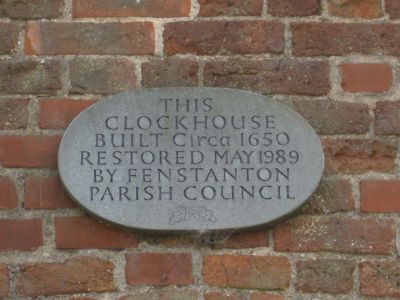 THIS
CLOCKHOUSE
BUILT Circa 1650
RESTORED MAY 1989
BY FENSTANTON
PARISH COUNCIL